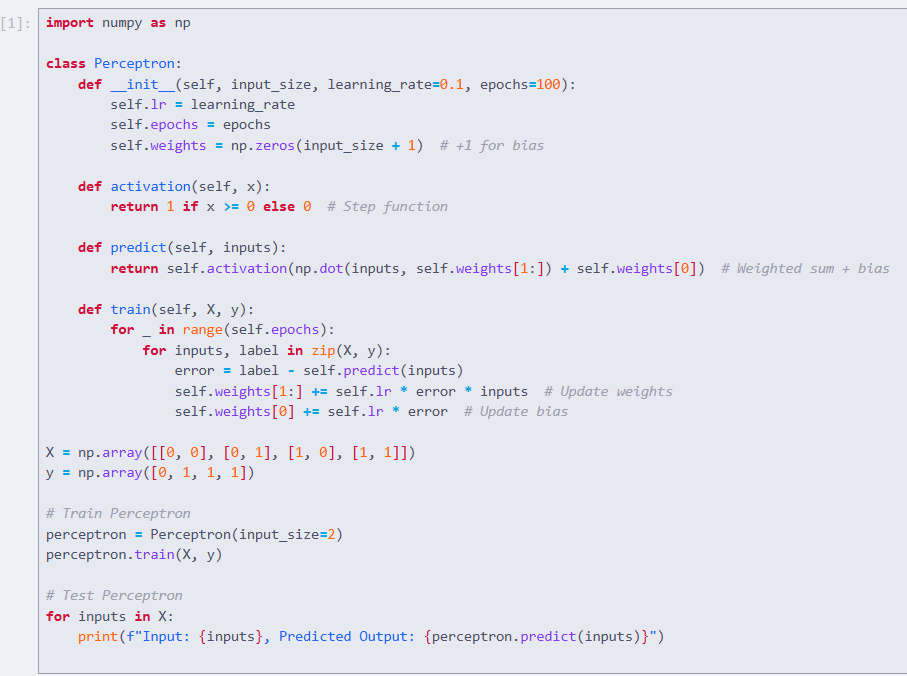 [1]:
import numpy as np
class Perceptron:
    def __init__(self, input_size, learning_rate=0.1, epochs=100):
        self.lr = learning_rate
        self.epochs = epochs
        self.weights = np.zeros(input_size + 1)  # +1 for bias
    def activation(self, x):
        return 1 if x >= 0 else 0  # Step function
    def predict(self, inputs):
        return self.activation(np.dot(inputs, self.weights[1:]) + self.weights[0])  # Weighted sum + bias
    def train(self, X, y):
        for _ in range(self.epochs):
            for inputs, label in zip(X, y):
                error = label - self.predict(inputs)
                self.weights[1:] += self.lr * error * inputs  # Update weights
                self.weights[0] += self.lr * error  # Update bias
X = np.array([[0, 0], [0, 1], [1, 0], [1, 1]])
y = np.array([0, 1, 1, 1])
# Train Perceptron
perceptron = Perceptron(input_size=2)
perceptron.train(X, y)
# Test Perceptron
for inputs in X:
    print(f"Input: {inputs}, Predicted Output: {perceptron.predict(inputs)}")